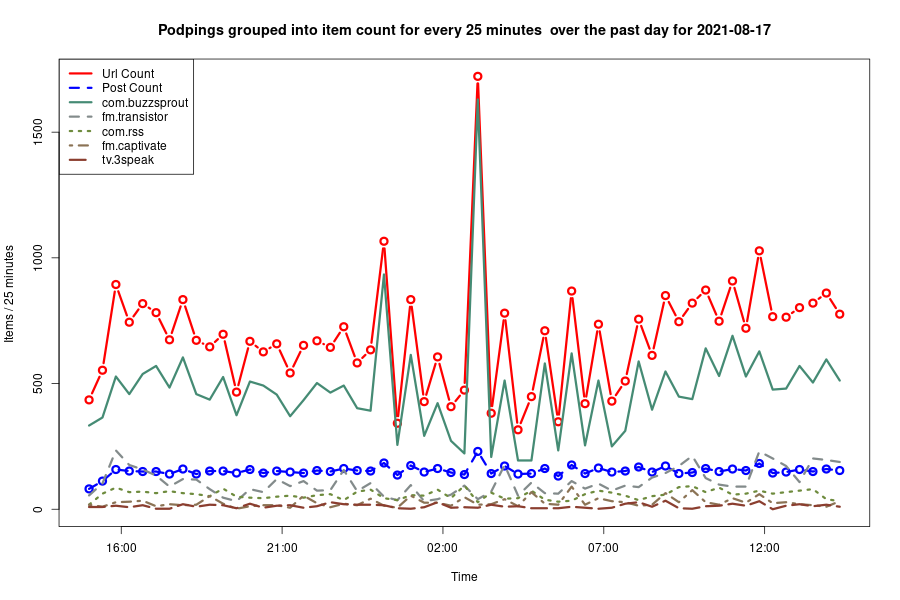 Podpings grouped into item count for every 25 minutes  over the past day for 2021-08-17
Url Count
Post Count
com.buzzsprout
fm.transistor
com.rss
fm.captivate
tv.3speak
Items / 25 minutes
1500
1000
500
0
16:00
21:00
02:00
07:00
12:00
Time